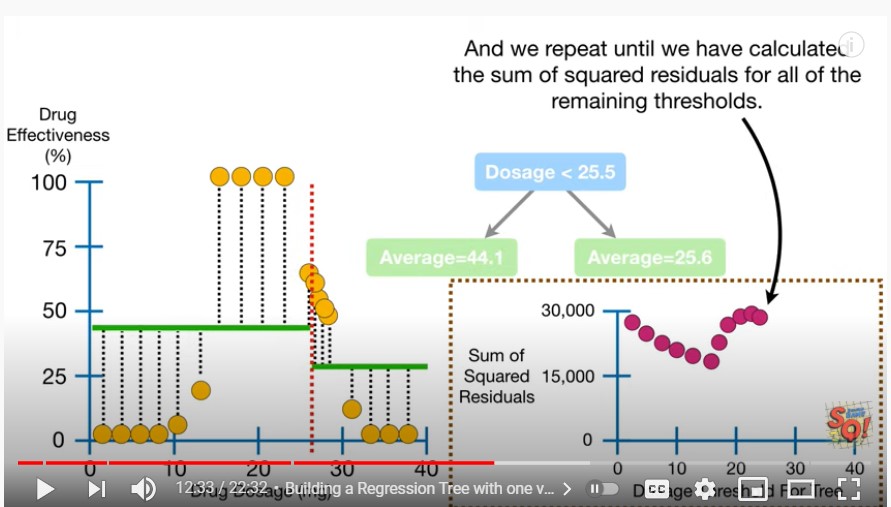 And we repeat until we have calculated
the sum of squared residuals for all of the
remaining thresholds.
Drug
Effectiveness
(%)
100
75
50
25
0
0
10
20
30
40
Drug Dosage (mg)
Dosage < 25.5
Average=44.1
Average=25.6
30,000
15,000
0
Sum of
Squared
Residuals
0
10
20
30
40
For Tree
SQ!
12:33 / 22:32 • Building a Regression Tree with one v...
CC